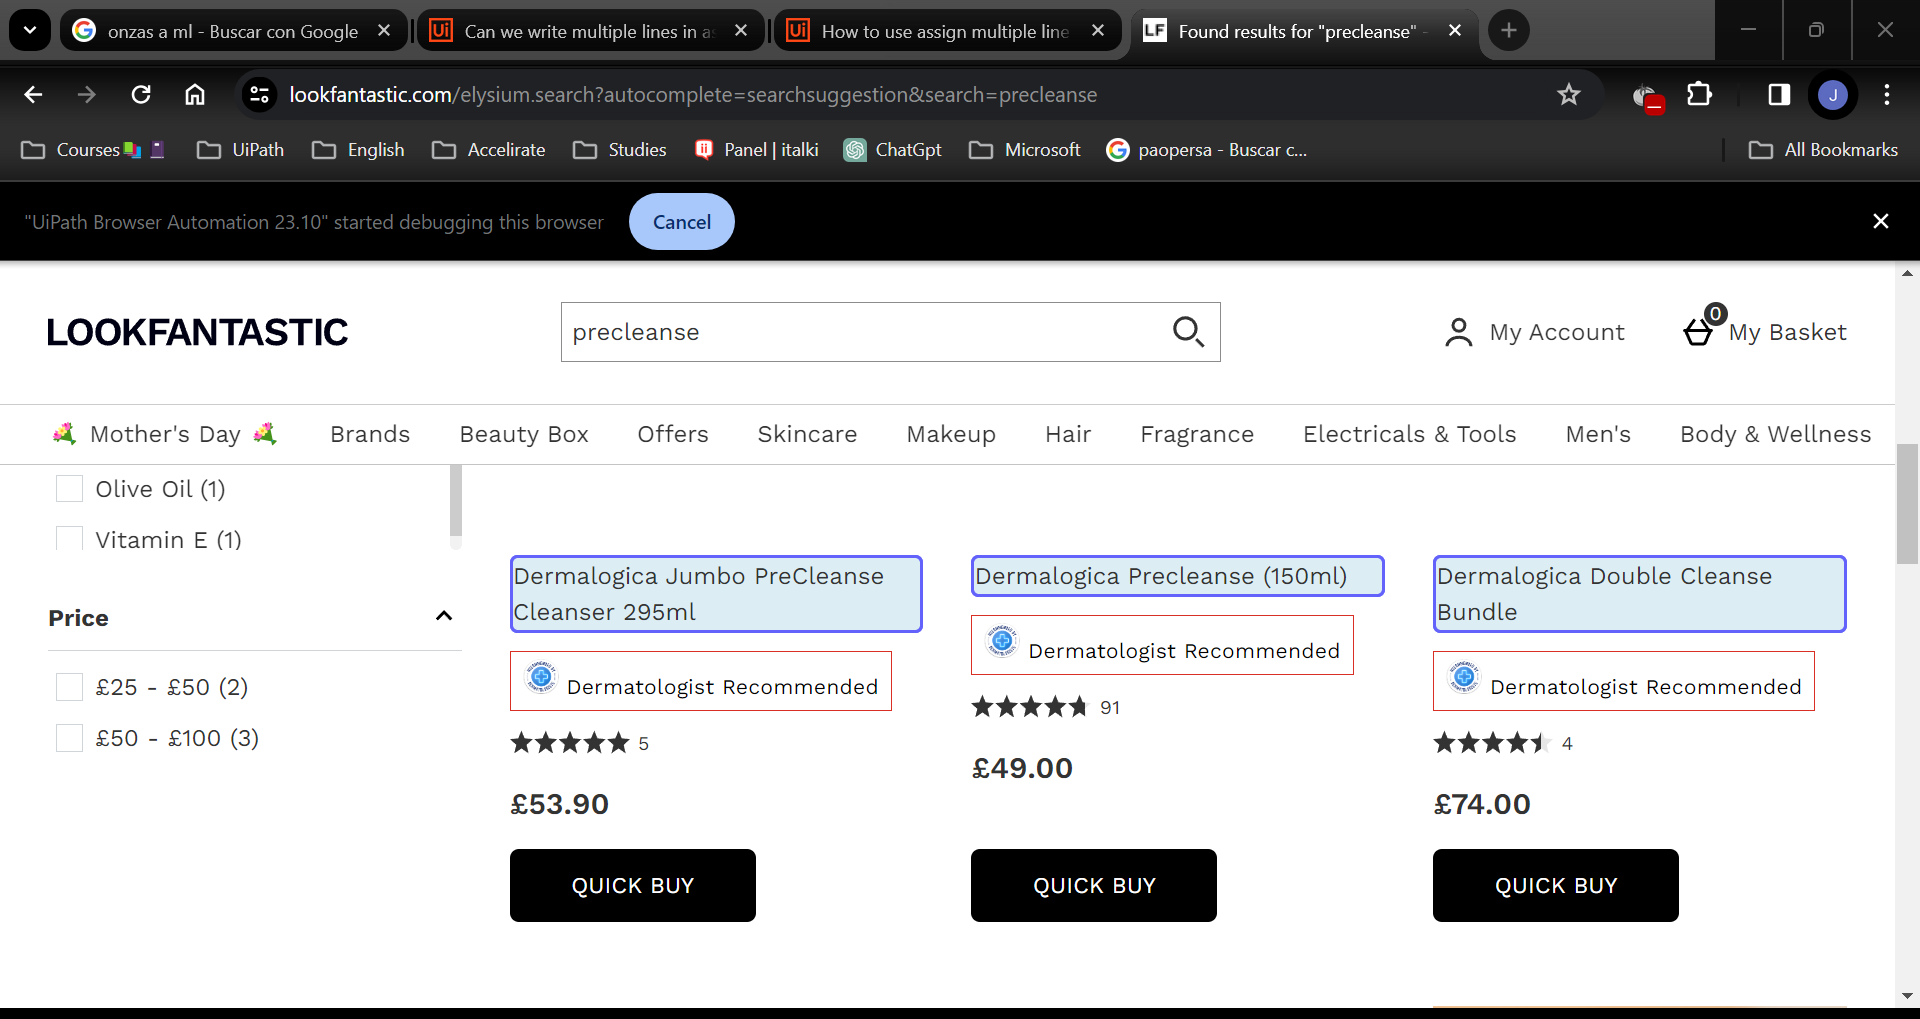 onzas a ml - Buscar con Google
Can we write multiple lines in as
How to use assign multiple line
LF Found results for "precleanse" -
lookfantastic.com/elysium.search?autocomplete=searchsuggestion&search=precleanse
J
Courses
UiPath
English
Accelirate
Studies
Panel | italki
ChatGpt
Microsoft
paopersa - Buscar c...
All Bookmarks
"UiPath Browser Automation 23.10" started debugging this browser
Cancel
LOOKFANTASTIC
precleanse
My Account
0
My Basket
Mother's Day
Brands
Beauty Box
Offers
Skincare
Makeup
Hair
Fragrance
Electricals & Tools
Men's
Body & Wellness
Olive Oil (1)
Vitamin E (1)
Price
£25 - £50 (2)
£50 - £100 (3)
Dermalogica Jumbo PreCleanse
Cleanser 295ml
Dermatologist Recommended
5
£53.90
QUICK BUY
Dermalogica Precleanse (150ml)
Dermatologist Recommended
91
£49.00
QUICK BUY
Dermalogica Double Cleanse
Bundle
Dermatologist Recommended
4
£74.00
QUICK BUY